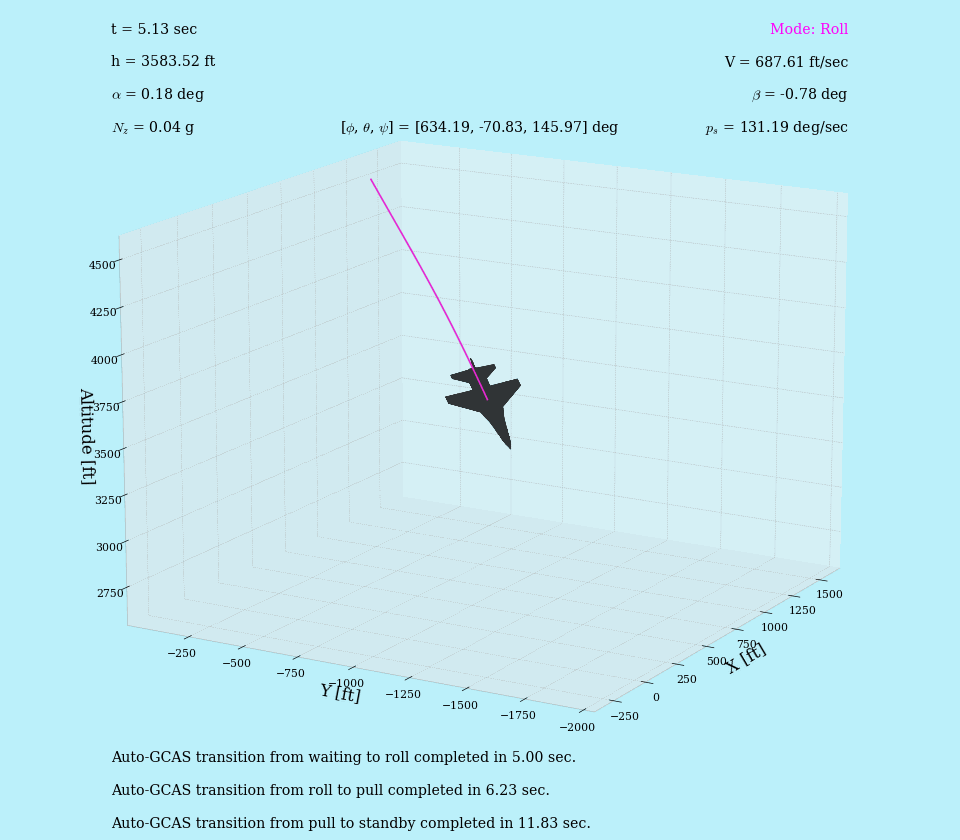 t = 5.13 sec
Mode: Roll
h = 3583.52 ft
V = 687.61 ft/sec
α = 0.18 deg
β = -0.78 deg
N_z = 0.04 g
[ϕ, θ, ψ] = [634.19, -70.83, 145.97] deg
p_s = 131.19 deg/sec
4500
4250
4000
3750
3500
3250
3000
2750
Altitude [ft]
−250
−500
−750
−1000
−1250
−1500
−1750
−2000
Y [ft]
−250
0
250
500
750
1000
1250
1500
X [ft]
Auto-GCAS transition from waiting to roll completed in 5.00 sec.
Auto-GCAS transition from roll to pull completed in 6.23 sec.
Auto-GCAS transition from pull to standby completed in 11.83 sec.